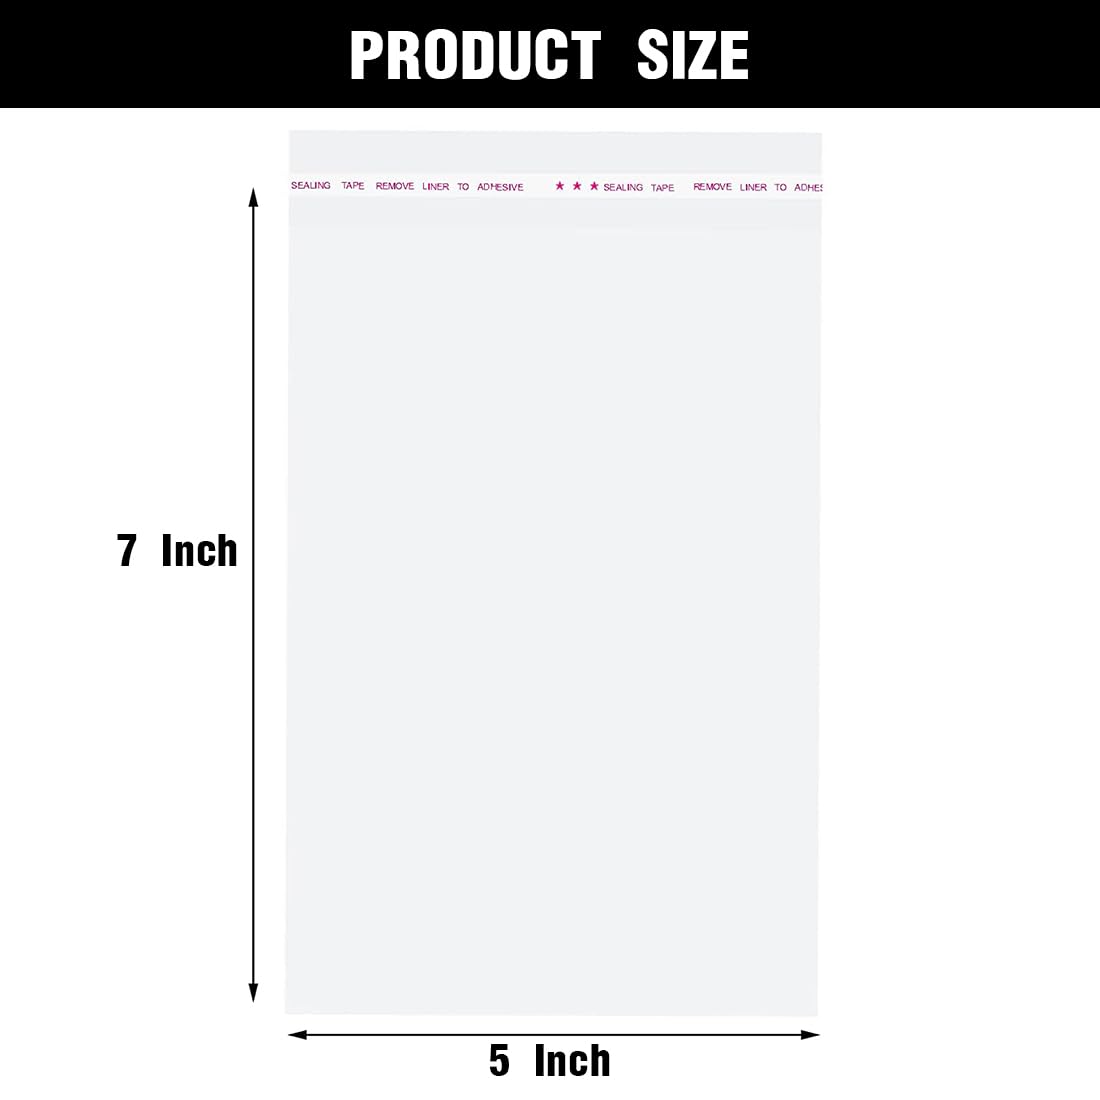 PRODUCT SIZE
SEALING TAPE REMOVE LINER TO ADHESIVE ★ ★ ★ SEALING TAPE REMOVE LINER TO ADHES
7 Inch
5 Inch